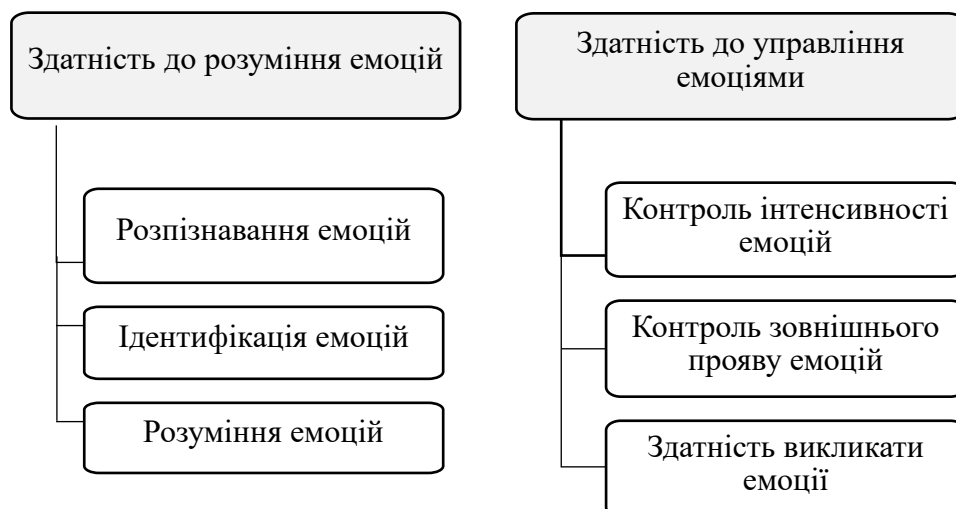 Здатність до розуміння емоцій
Розпізнавання емоцій
Ідентифікація емоцій
Розуміння емоцій
Здатність до управління
емоціями
Контроль інтенсивності
емоцій
Контроль зовнішнього
прояву емоцій
Здатність викликати
емоції